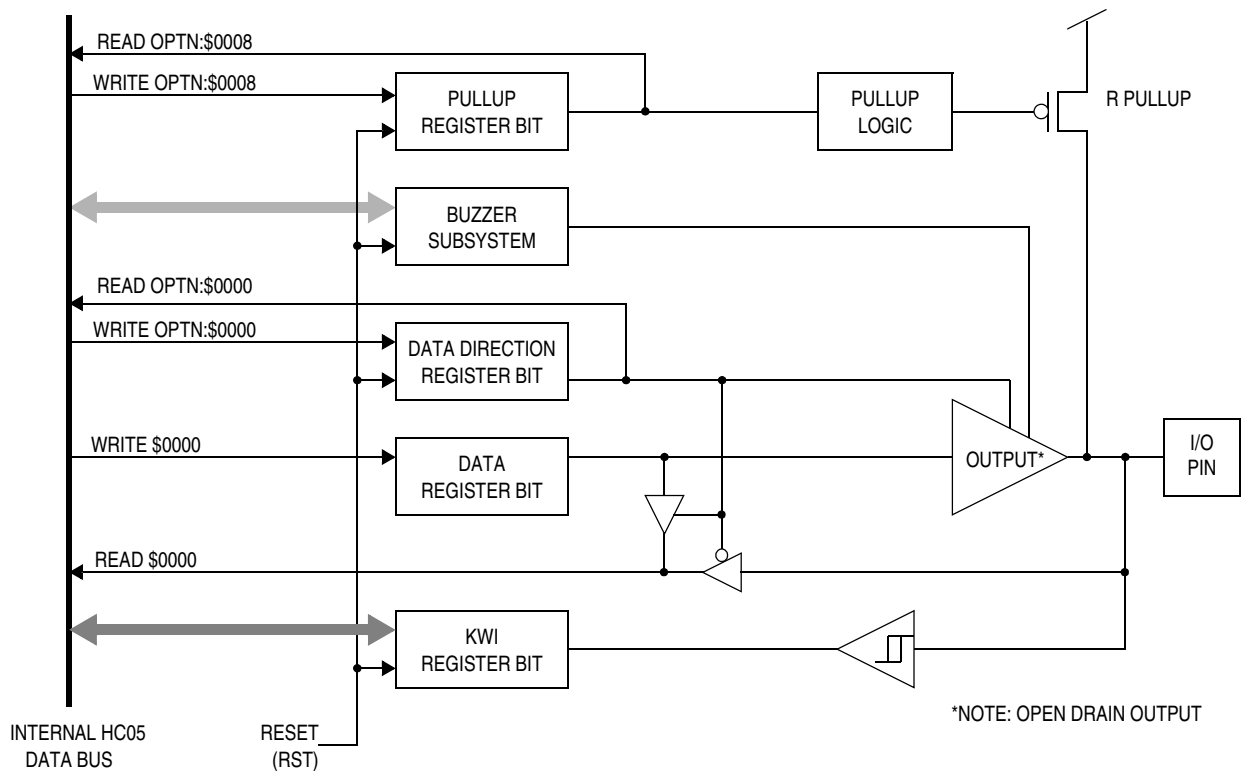 READ OPTN:$0008
WRITE OPTN:$0008
PULLUP
REGISTER BIT
PULLUP
LOGIC
R PULLUP
BUZZER
SUBSYSTEM
READ OPTN:$0000
WRITE OPTN:$0000
DATA DIRECTION
REGISTER BIT
WRITE $0000
DATA
REGISTER BIT
OUTPUT*
I/O
PIN
READ $0000
KWI
REGISTER BIT
*NOTE: OPEN DRAIN OUTPUT
INTERNAL HC05
DATA BUS
RESET
(RST)